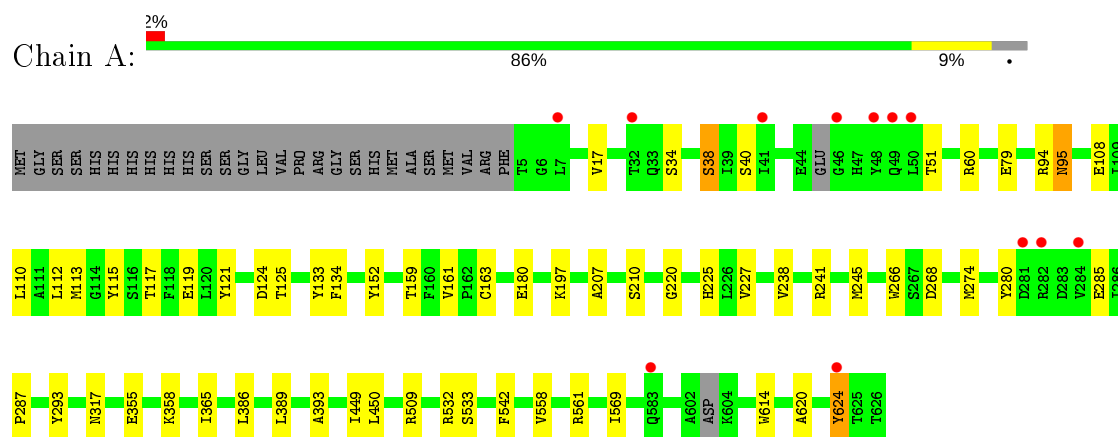 2%
Chain A:
86% 9% •
MET GLY SER SER HIS HIS HIS HIS HIS HIS SER SER GLY LEU VAL PRO ARG GLY SER HIS MET ALA SER MET VAL ARG PHE T5 G6 L7 V17 T32 Q33 S34 S38 I39 S40 I41 E44 GLU G46 H47 Y48 Q49 L50 T51 R60 E79 R94 N95 E108 I109
L110 A111 L112 M113 G114 Y115 S116 T117 F118 E119 L120 Y121 D124 T125 Y133 F134 Y152 T159 F160 V161 P162 C163 E180 K197 A207 S210 G220 H225 L226 V227 V238 R241 M245 W266 S267 D268 M274 Y280 D281 R282 D283 V284 E285 I286
P287 Y293 N317 E355 K358 I365 L386 L389 A393 I449 L450 R509 R532 S533 F542 V558 R561 I569 Q583 A602 ASP K604 W614 A620 Y624 T625 T626